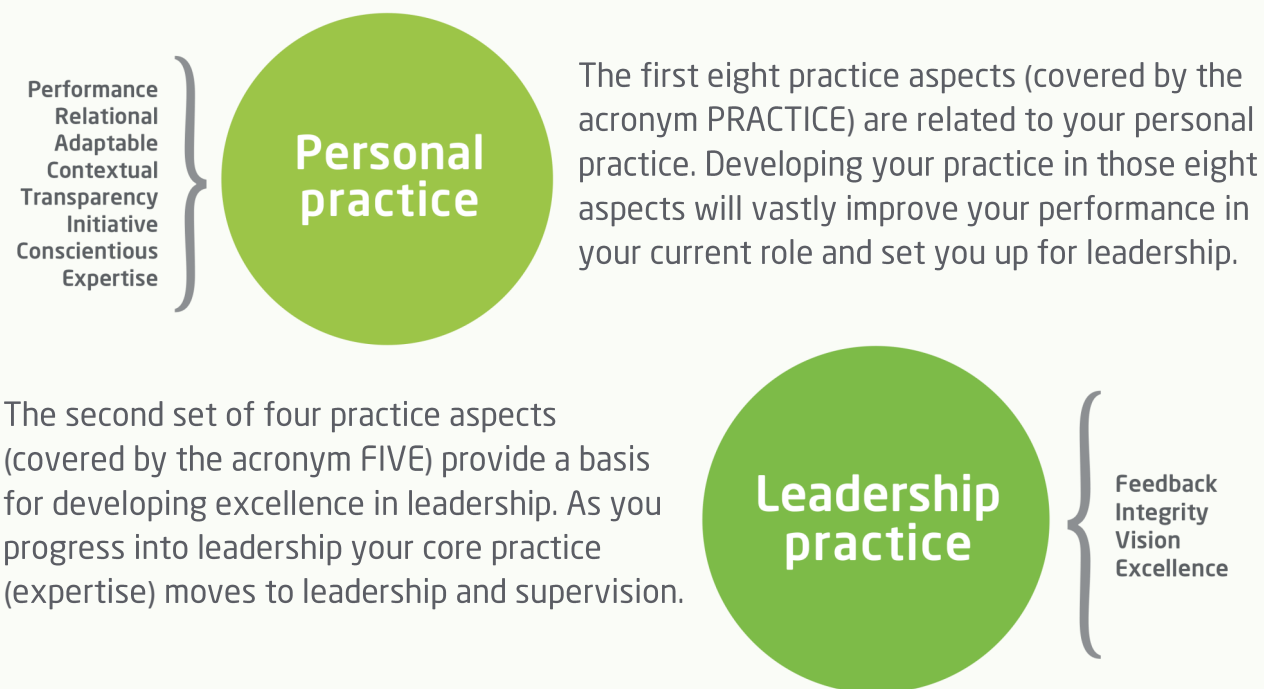 Performance
Relational
Adaptable
Contextual
Transparency
Initiative
Conscientious
Expertise
Personal
practice
The first eight practice aspects (covered by the
acronym PRACTICE) are related to your personal
practice. Developing your practice in those eight
aspects will vastly improve your performance in
your current role and set you up for leadership.
The second set of four practice aspects
(covered by the acronym FIVE) provide a basis
for developing excellence in leadership. As you
progress into leadership your core practice
(expertise) moves to leadership and supervision.
Leadership
practice
Feedback
Integrity
Vision
Excellence